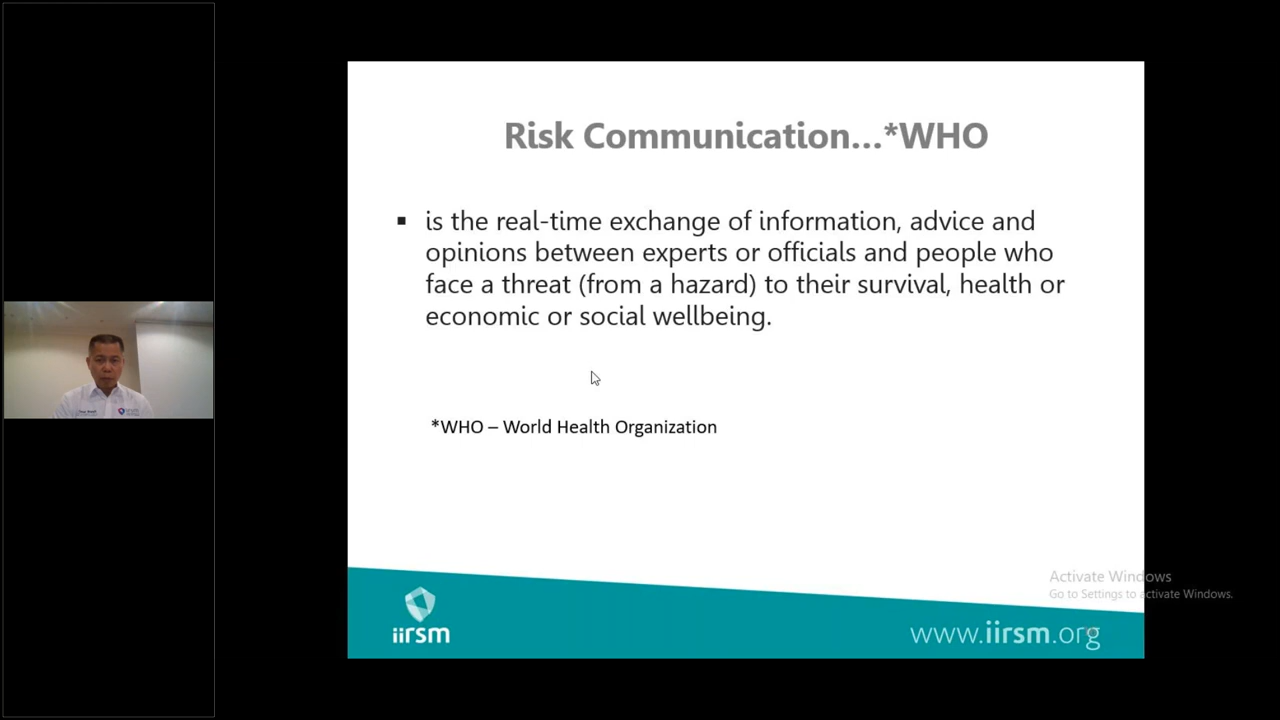 Risk Communication...*WHO
▪ is the real-time exchange of information, advice and
opinions between experts or officials and people who
face a threat (from a hazard) to their survival, health or
economic or social wellbeing.
*WHO – World Health Organization
Activate Windows
Go to Settings to activate Windows.
iirsm
www.iirsm.org
iirsm